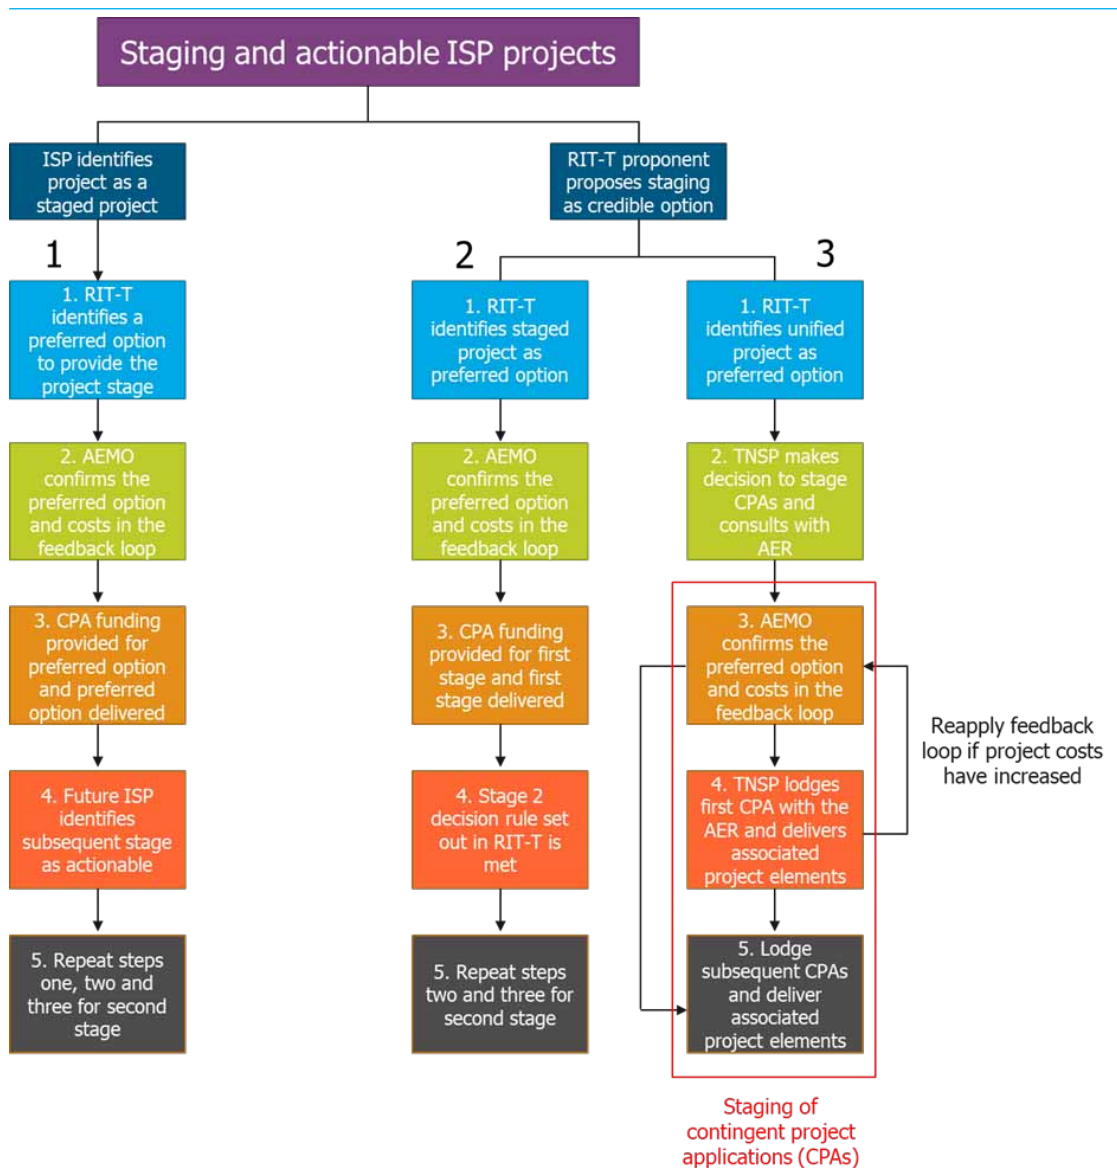 Staging and actionable ISP projects
ISP identifies
project as a
staged project
RIT-T proponent
proposes staging
as credible option
1
2
3
1. RIT-T
identifies a
preferred option
to provide the
project stage
1. RIT-T
identifies staged
project as
preferred option
1. RIT-T
identifies unified
project as
preferred option
2. AEMO
confirms the
preferred option
and costs in the
feedback loop
2. AEMO
confirms the
preferred option
and costs in the
feedback loop
2. TNSP makes
decision to stage
CPAs and
consults with
AER
3. CPA funding
provided for
preferred option
and preferred
option delivered
3. CPA funding
provided for first
stage and first
stage delivered
3. AEMO
confirms the
preferred option
and costs in the
feedback loop
Reapply feedback
loop if project costs
have increased
4. Future ISP
identifies
subsequent stage
as actionable
4. Stage 2
decision rule set
out in RIT-T is
met
4. TNSP lodges
first CPA with the
AER and delivers
associated
project elements
5. Repeat steps
one, two and
three for second
stage
5. Repeat steps
two and three for
second stage
5. Lodge
subsequent CPAs
and deliver
associated
project elements
Staging of
contingent project
applications (CPAs)